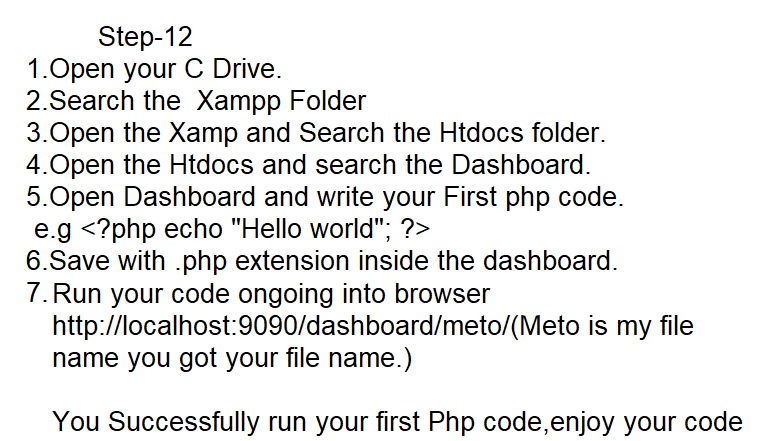 Step-12
1.Open your C Drive.
2.Search the  Xampp Folder
3.Open the Xamp and Search the Htdocs folder.
4.Open the Htdocs and search the Dashboard.
5.Open Dashboard and write your First php code.
e.g <?php echo "Hello world"; ?>
6.Save with .php extension inside the dashboard.
7. Run your code ongoing into browser
http://localhost:9090/dashboard/meto/(Meto is my file
name you got your file name.)
You Successfully run your first Php code,enjoy your code